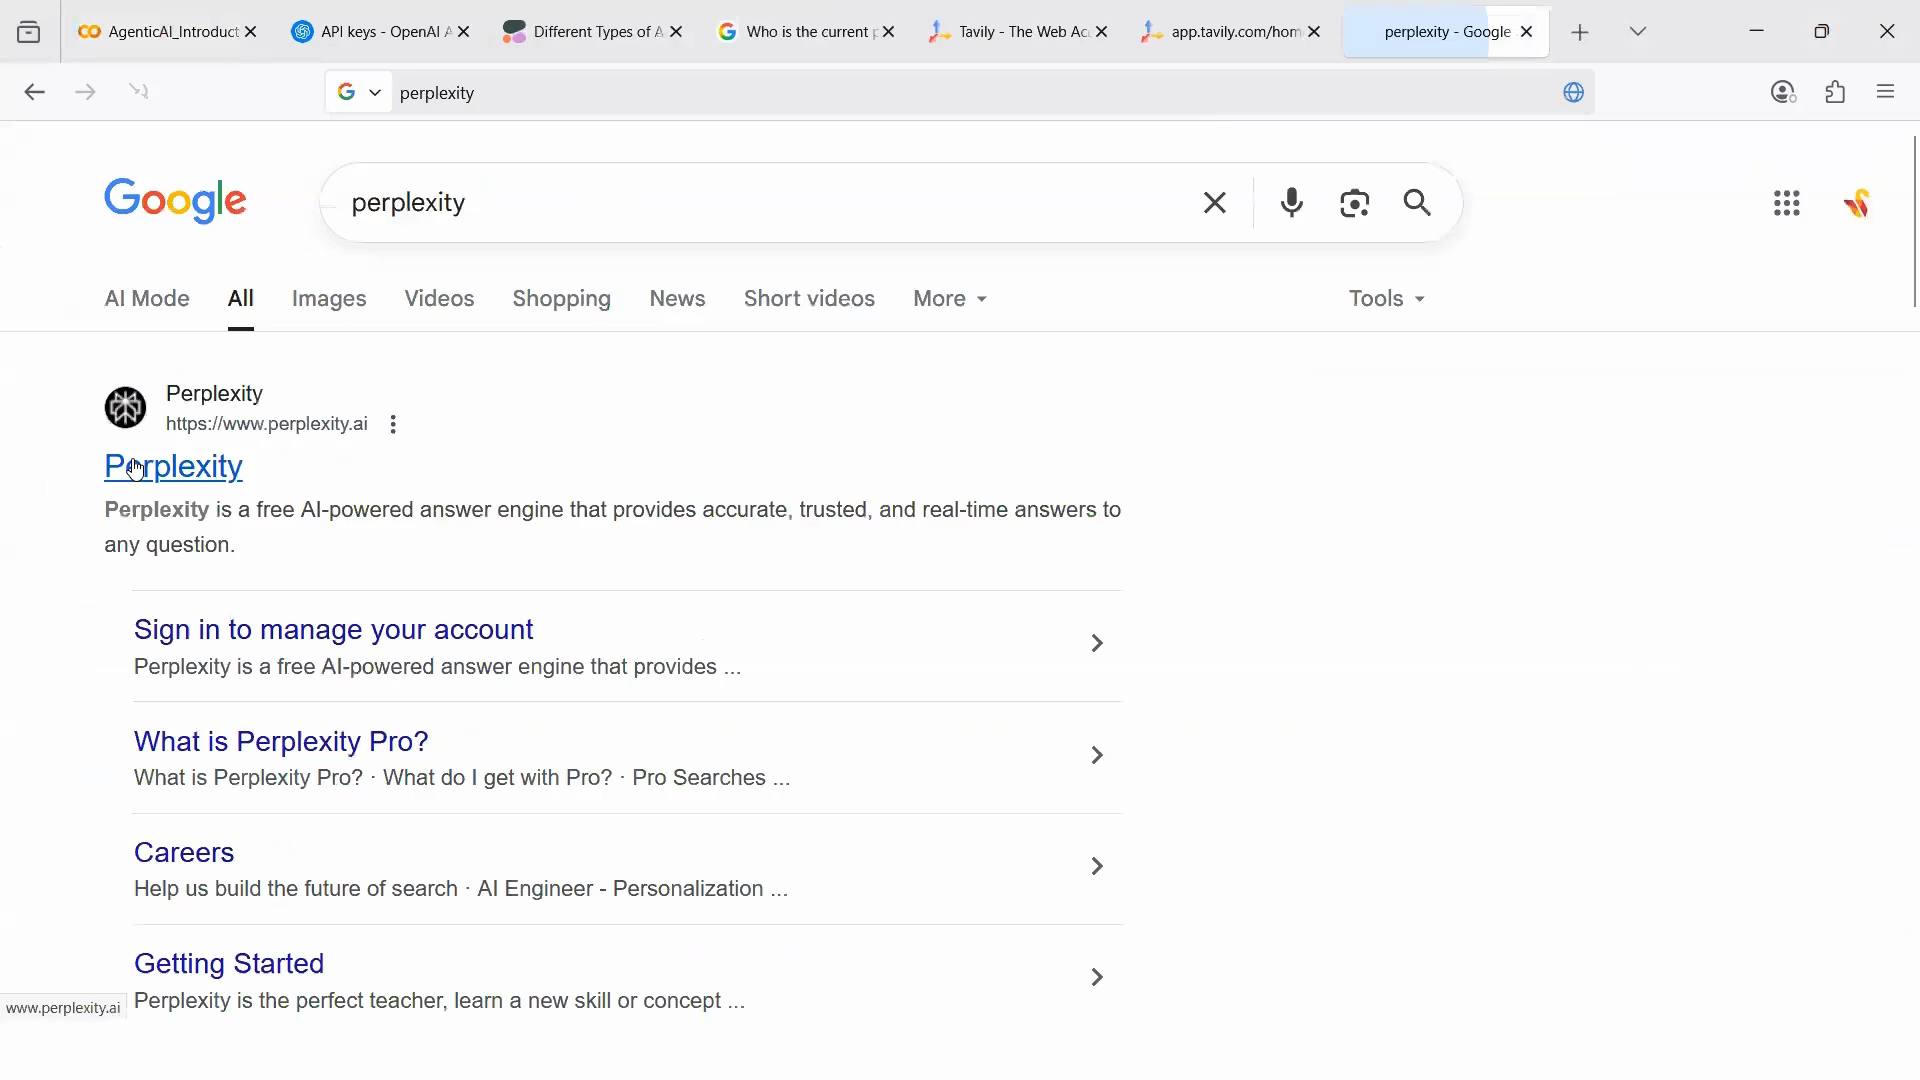 AgenticAI_Introduct
API keys - OpenAI A
Different Types of A
Who is the current p
Tavily - The Web Ac
app.tavily.com/hom
perplexity - Google
perplexity
Google
perplexity
AI Mode
All
Images
Videos
Shopping
News
Short videos
More
Tools
Perplexity
https://www.perplexity.ai
Perplexity
Perplexity is a free AI-powered answer engine that provides accurate, trusted, and real-time answers to
any question.
Sign in to manage your account
Perplexity is a free AI-powered answer engine that provides ...
What is Perplexity Pro?
What is Perplexity Pro? · What do I get with Pro? · Pro Searches ...
Careers
Help us build the future of search · AI Engineer - Personalization ...
Getting Started
Perplexity is the perfect teacher, learn a new skill or concept ...
www.perplexity.ai